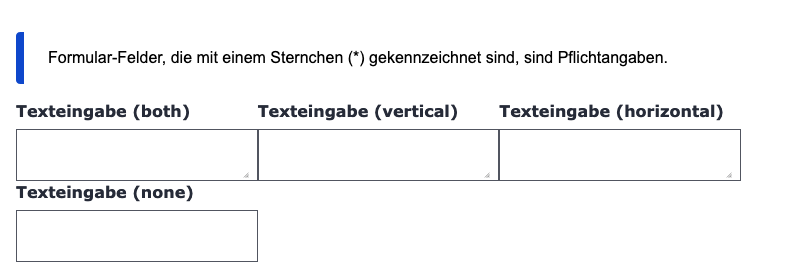 Formular-Felder, die mit einem Sternchen (*) gekennzeichnet sind, sind Pflichtangaben.
Texteingabe (both) Texteingabe (vertical) Texteingabe (horizontal)
Texteingabe (none)